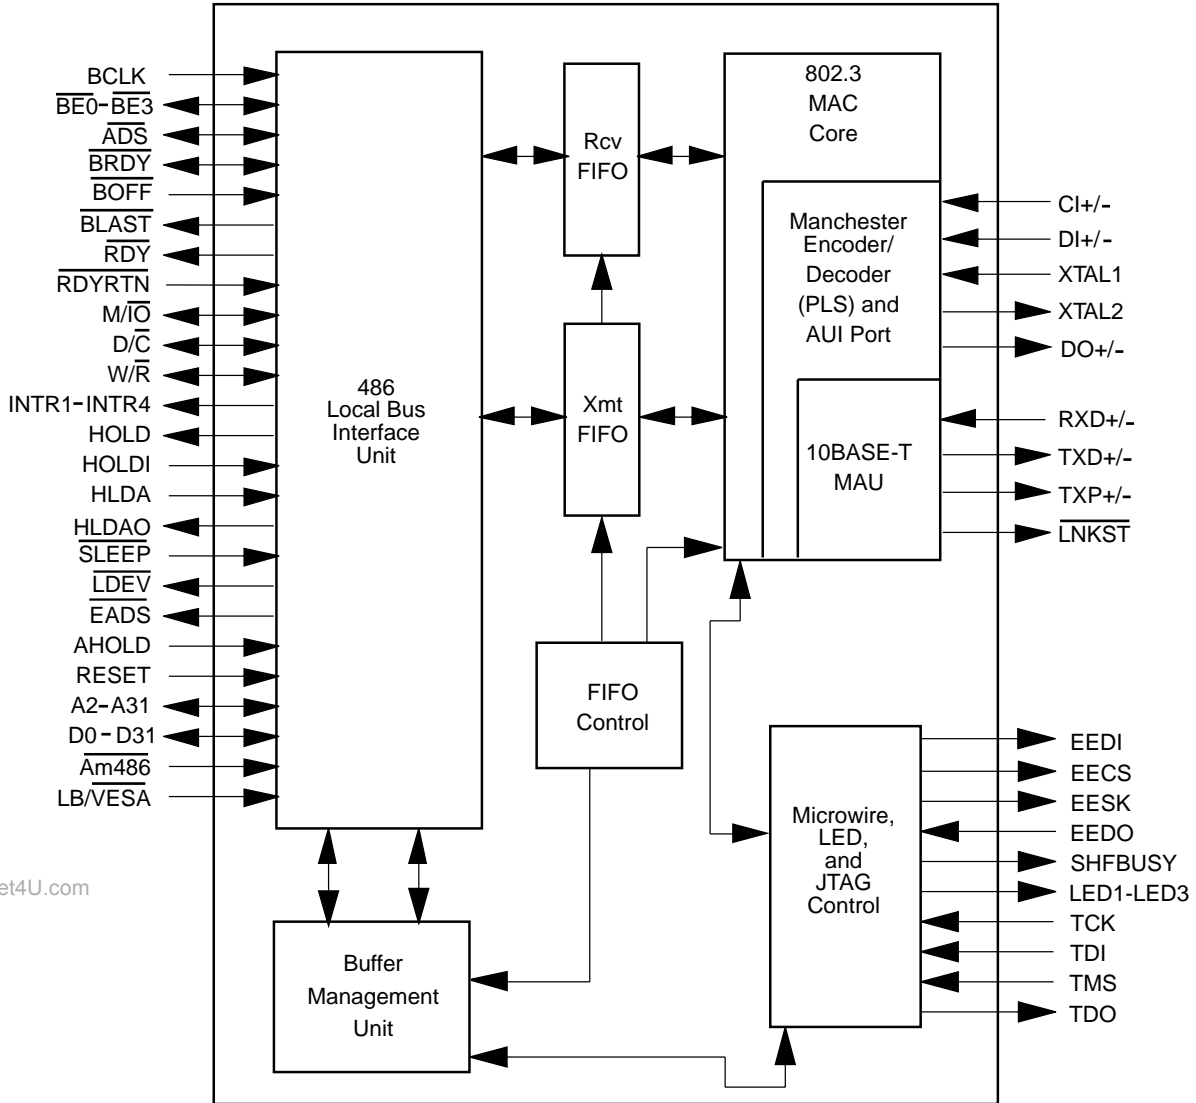 BCLK
BE0-BE3
ADS
BRDY
BOFF
BLAST
RDY
RDYRTN
M/IO
D/C
W/R
INTR1-INTR4
HOLD
HOLDI
HLDA
HLDAO
SLEEP
LDEV
EADS
AHOLD
RESET
A2-A31
D0-D31
Am486
LB/VESA
486
Local Bus
Interface
Unit
Rcv
FIFO
Xmt
FIFO
FIFO
Control
Buffer
Management
Unit
802.3
MAC
Core
Manchester
Encoder/
Decoder
(PLS) and
AUI Port
10BASE-T
MAU
Microwire,
LED,
and
JTAG
Control
CI+/-
DI+/-
XTAL1
XTAL2
DO+/-
RXD+/-
TXD+/-
TXP+/-
LNKST
EEDI
EECS
EESK
EEDO
SHFBUSY
LED1-LED3
TCK
TDI
TMS
TDO
et4U.com